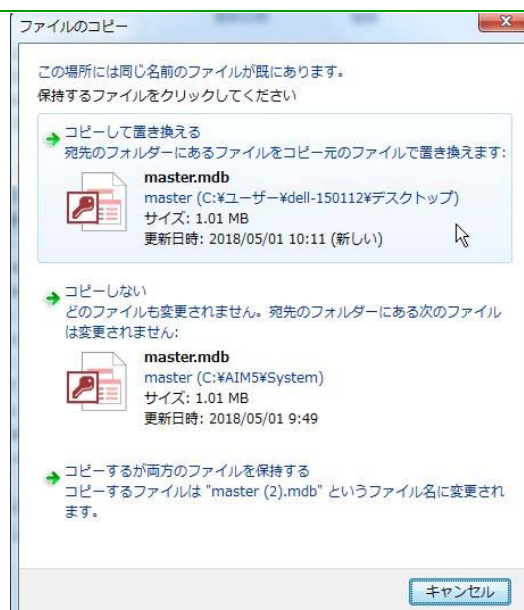 ファイルのコピー
この場所には同じ名前のファイルが既にあります。
保持するファイルをクリックしてください
コピーして置き換える
宛先のフォルダーにあるファイルをコピー元のファイルで置き換えます:
master.mdb
master (C:¥ユーザー¥dell-150112¥デスクトップ)
サイズ: 1.01 MB
更新日時: 2018/05/01 10:11 (新しい)
コピーしない
どのファイルも変更されません。宛先のフォルダーにある次のファイル
は変更されません:
master.mdb
master (C:¥AIM5¥System)
サイズ: 1.01 MB
更新日時: 2018/05/01 9:49
コピーするが両方のファイルを保持する
コピーするファイルは "master (2).mdb" というファイル名に変更され
ます。
キャンセル